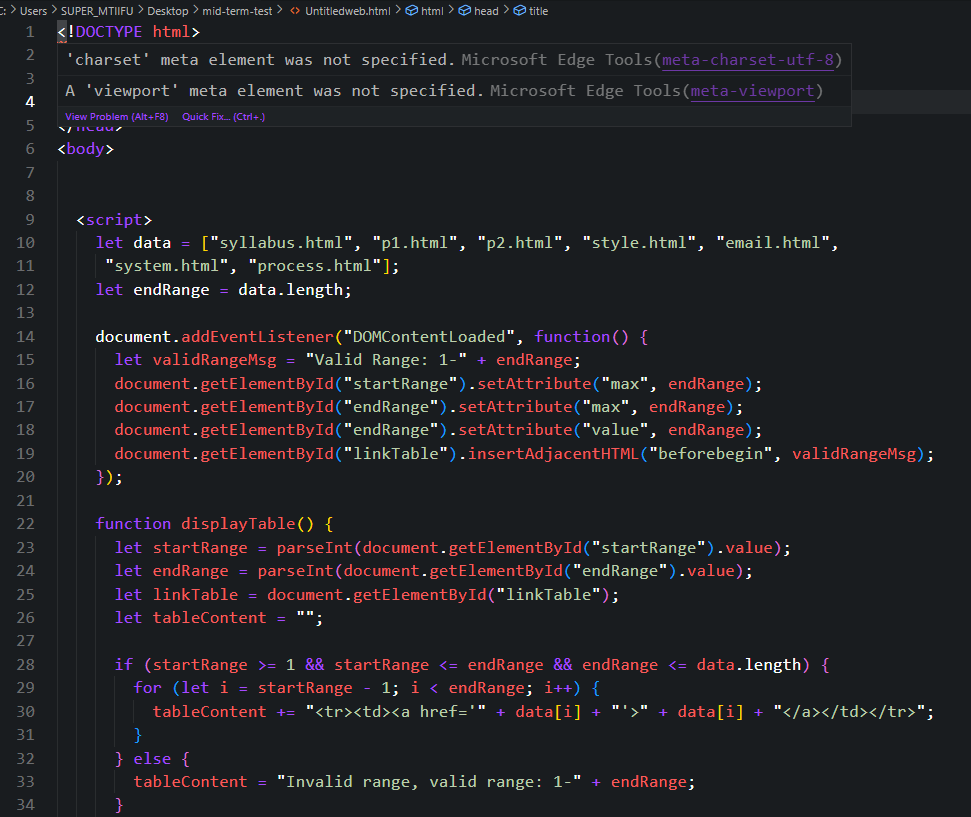 C: > Users > SUPER_MTIIFU > Desktop > mid-term-test > <> Untitledweb.html > html > head > title
1 <!DOCTYPE html>
2 'charset' meta element was not specified. Microsoft Edge Tools(meta-charset-utf-8)
3 A 'viewport' meta element was not specified. Microsoft Edge Tools(meta-viewport)
4 View Problem (Alt+F8) Quick Fix... (Ctrl+.)
5 </head>
6 <body>
7
8
9 <script>
10 let data = ["syllabus.html", "p1.html", "p2.html", "style.html", "email.html",
11 "system.html", "process.html"];
12 let endRange = data.length;
13
14 document.addEventListener("DOMContentLoaded", function() {
15 let validRangeMsg = "Valid Range: 1-" + endRange;
16 document.getElementById("startRange").setAttribute("max", endRange);
17 document.getElementById("endRange").setAttribute("max", endRange);
18 document.getElementById("endRange").setAttribute("value", endRange);
19 document.getElementById("linkTable").insertAdjacentHTML("beforebegin", validRangeMsg);
20 });
21
22 function displayTable() {
23 let startRange = parseInt(document.getElementById("startRange").value);
24 let endRange = parseInt(document.getElementById("endRange").value);
25 let linkTable = document.getElementById("linkTable");
26 let tableContent = "";
27
28 if (startRange >= 1 && startRange <= endRange && endRange <= data.length) {
29 for (let i = startRange - 1; i < endRange; i++) {
30 tableContent += "<tr><td><a href='" + data[i] + "'>" + data[i] + "</a></td></tr>";
31 }
32 } else {
33 tableContent = "Invalid range, valid range: 1-" + endRange;
34 }